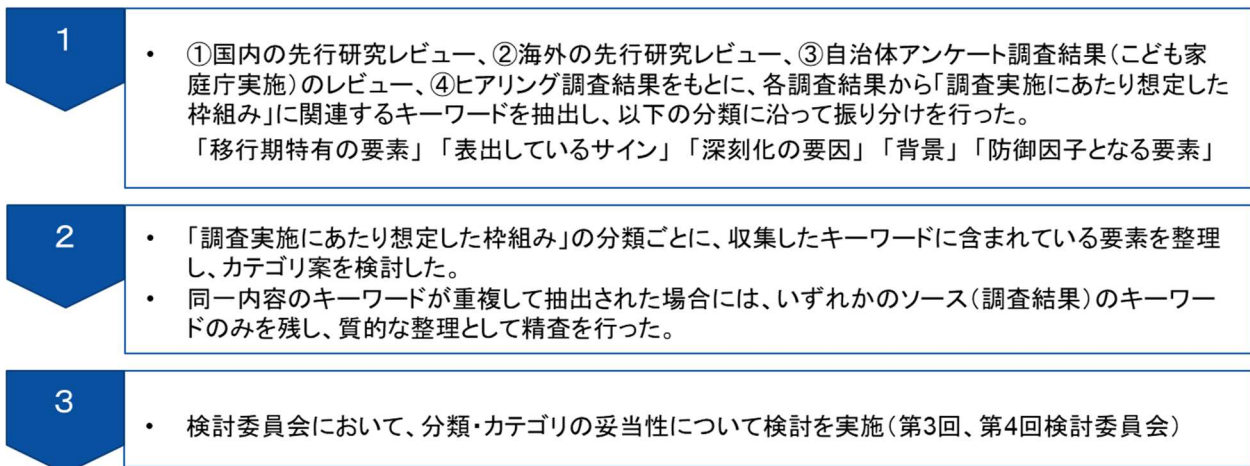 1
• ①国内の先行研究レビュー、②海外の先行研究レビュー、③自治体アンケート調査結果（こども家
庭庁実施）のレビュー、④ヒアリング調査結果をもとに、各調査結果から「調査実施にあたり想定した
枠組み」に関連するキーワードを抽出し、以下の分類に沿って振り分けを行った。
「移行期特有の要素」「表出しているサイン」「深刻化の要因」「背景」「防御因子となる要素」
2
• 「調査実施にあたり想定した枠組み」の分類ごとに、収集したキーワードに含まれている要素を整理
し、カテゴリ案を検討した。
• 同一内容のキーワードが重複して抽出された場合には、いずれかのソース（調査結果）のキーワー
ドのみを残し、質的な整理として精査を行った。
3
• 検討委員会において、分類・カテゴリの妥当性について検討を実施（第3回、第4回検討委員会）